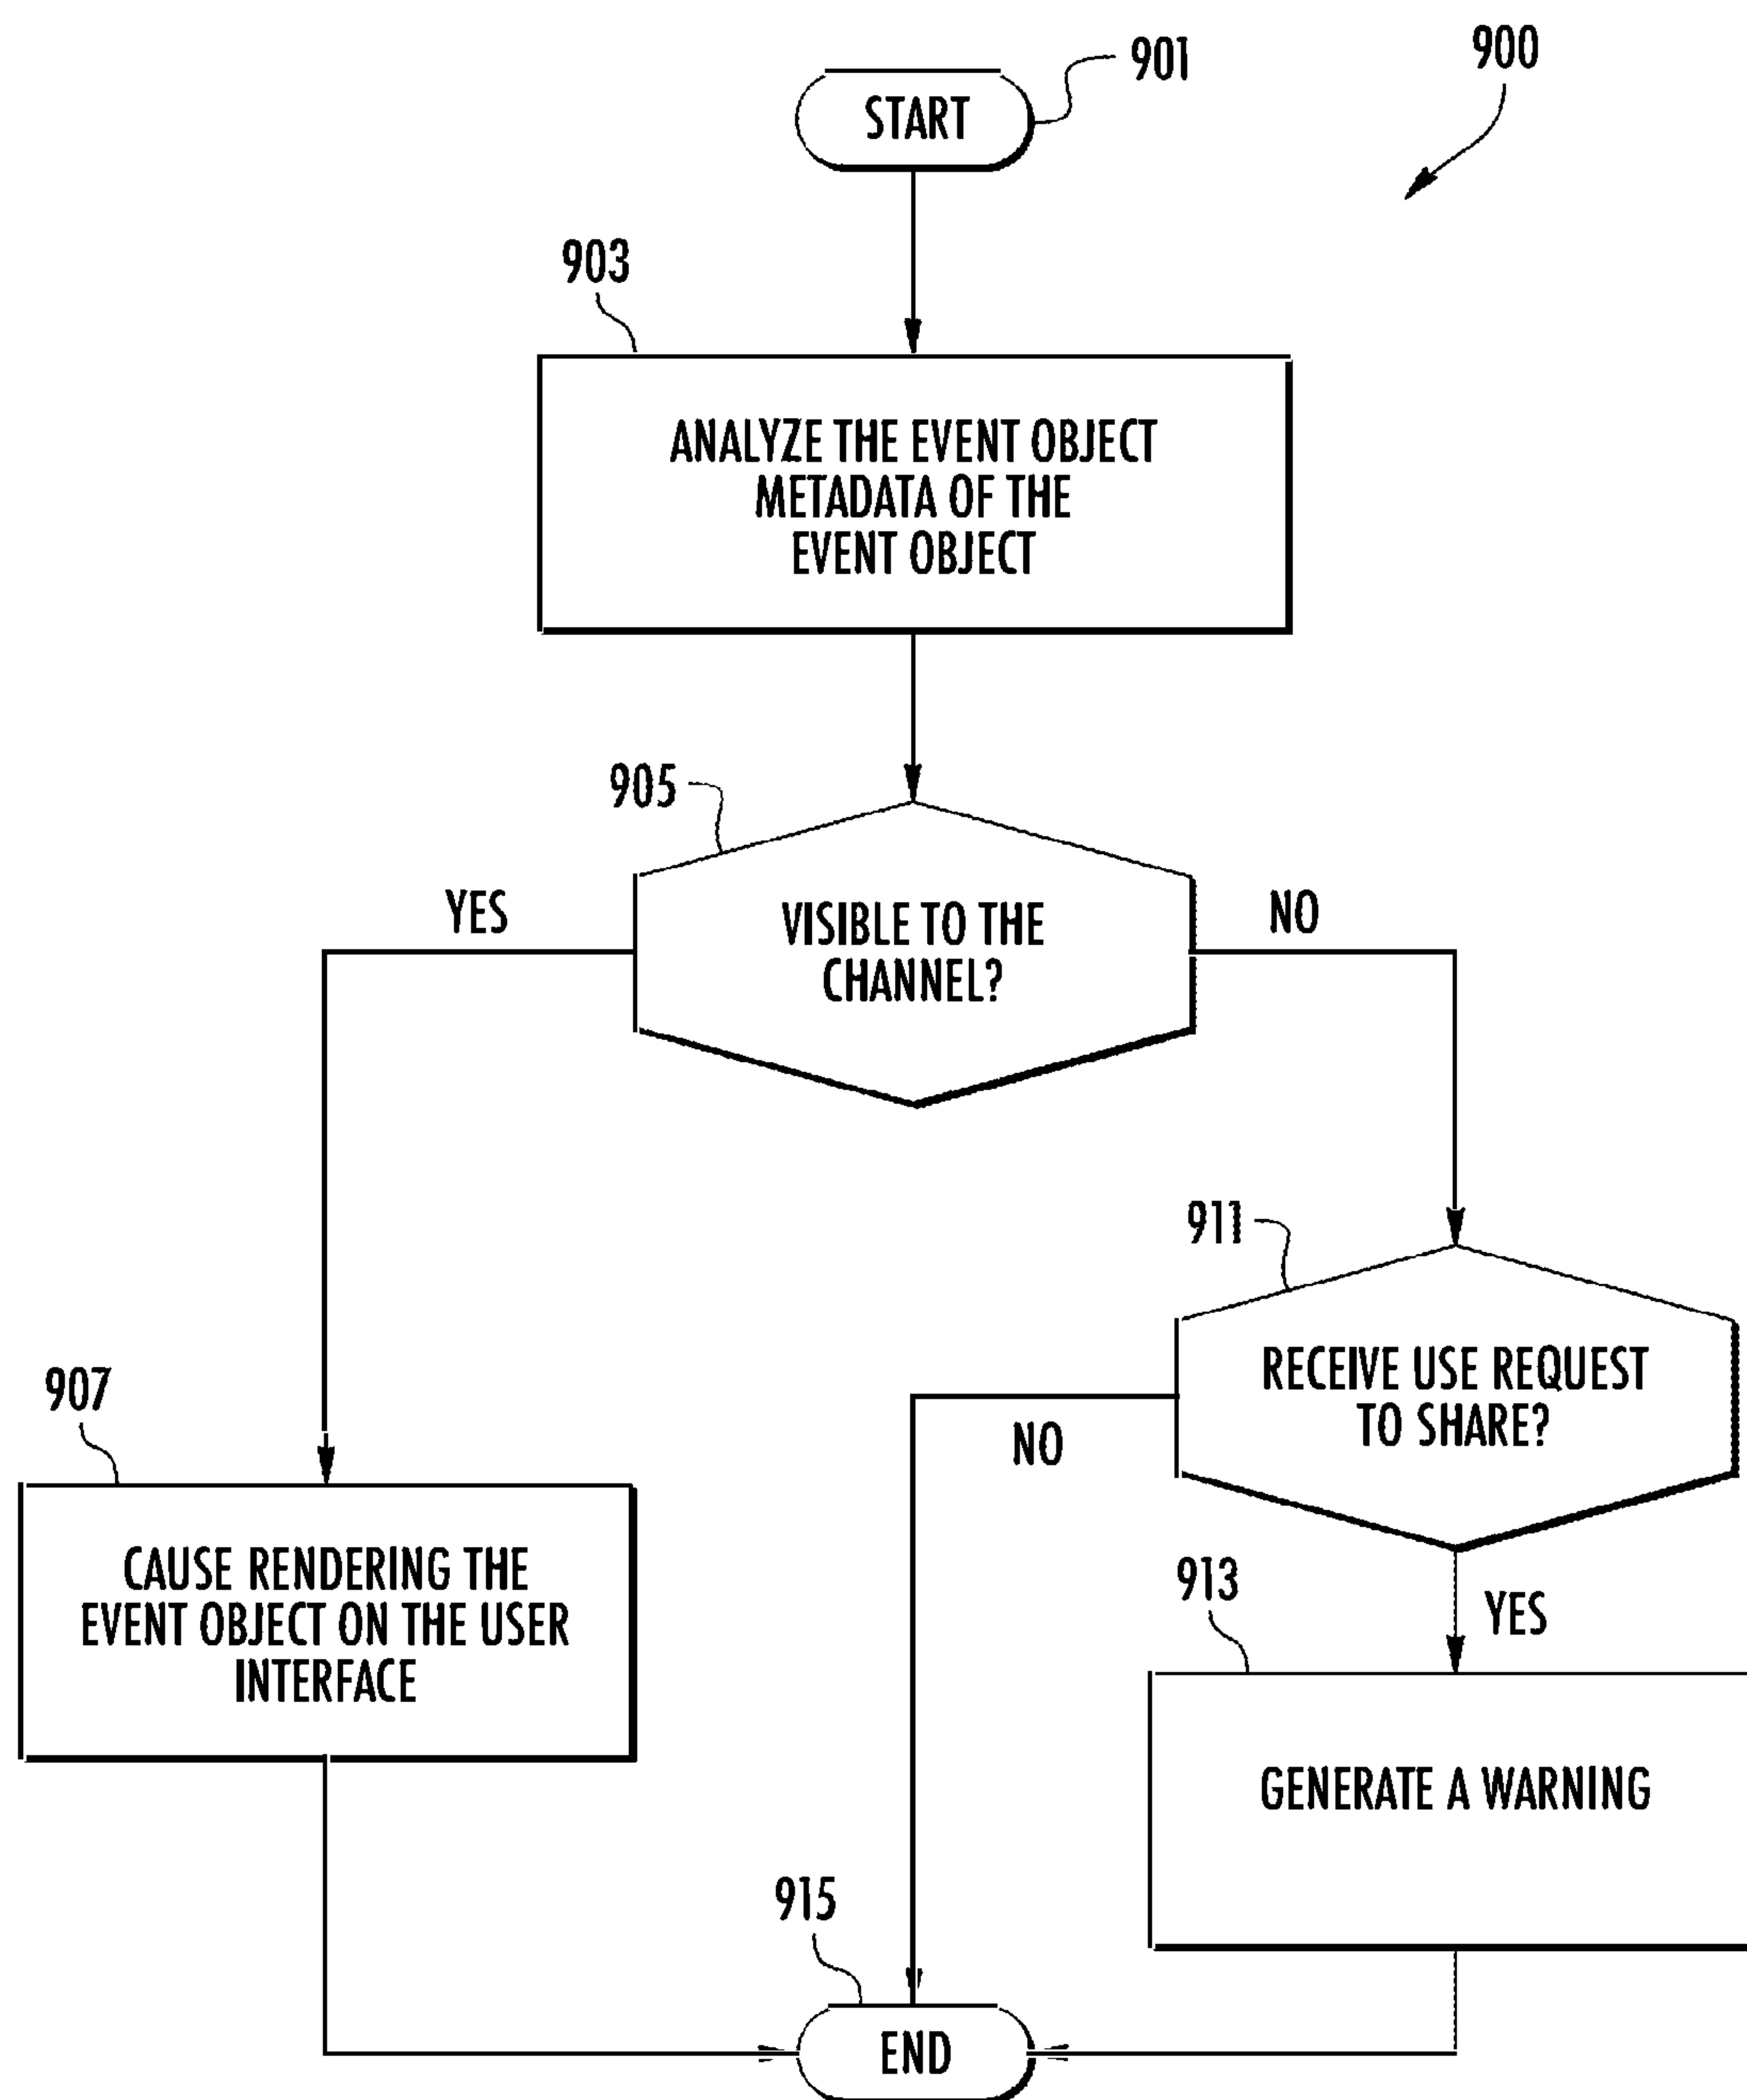 900
901
START
903
ANALYZE THE EVENT OBJECT
METADATA OF THE
EVENT OBJECT
905
VISIBLE TO THE
CHANNEL?
YES
NO
911
RECEIVE USE REQUEST
TO SHARE?
NO
YES
907
CAUSE RENDERING THE
EVENT OBJECT ON THE USER
INTERFACE
913
GENERATE A WARNING
915
END